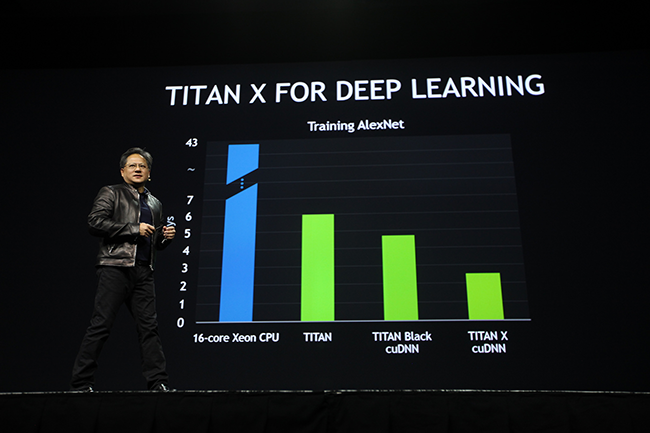 TITAN X FOR DEEP LEARNING
Training AlexNet
43
~
7
6
5
4
3
2
1
0
16-core Xeon CPU
TITAN
TITAN Black
cuDNN
TITAN X
cuDNN